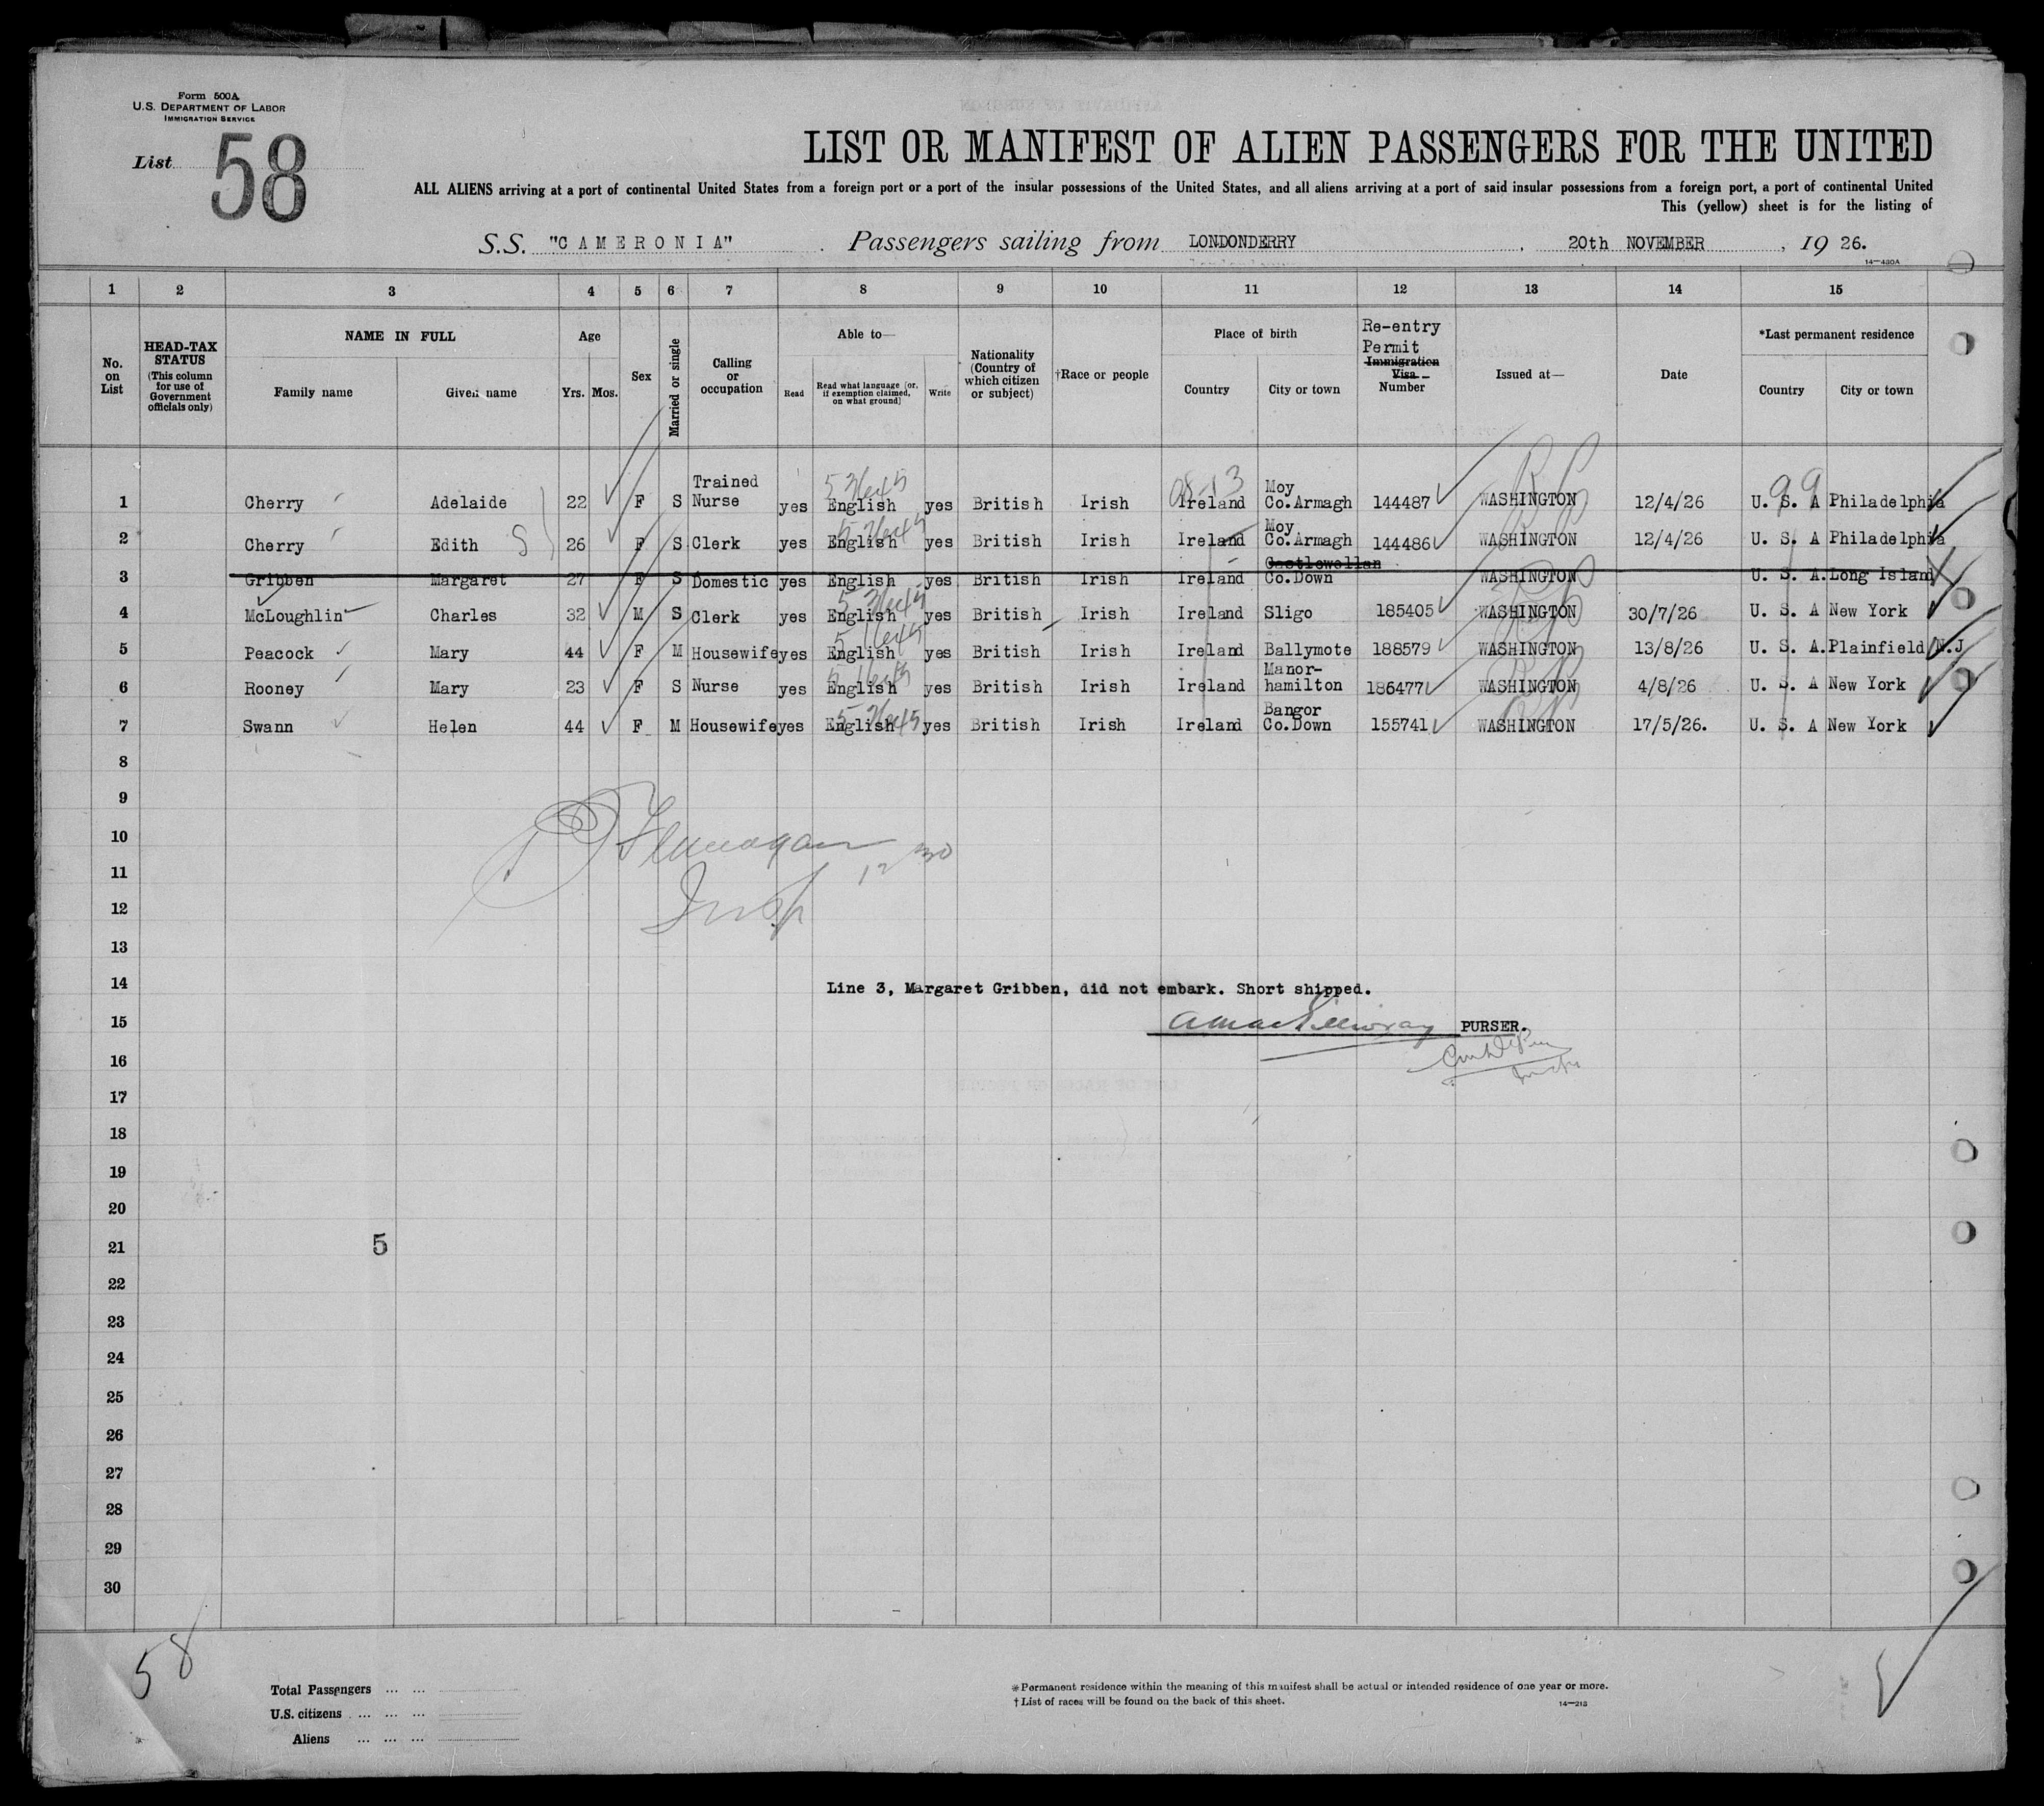 Form 500A
U.S. DEPARTMENT OF LABOR
IMMIGRATION SERVICE
List 58
LIST OR MANIFEST OF ALIEN PASSENGERS FOR THE UNITED
ALL ALIENS arriving at a port of continental United States from a foreign port or a port of the insular possessions of the United States, and all aliens arriving at a port of said insular possessions from a foreign port, a port of continental United
This (yellow) sheet is for the listing of
S.S. "CAMERONIA" Passengers sailing from LONDONDERRY, 20th NOVEMBER, 19 26.
14—430A
1 2 3 4 5 6 7 8 9 10 11 12 13 14 15
No. on List
HEAD-TAX STATUS (This column for use of Government officials only)
NAME IN FULL
Family name Given name
Age
Yrs. Mos.
Sex
Married or single
Calling or occupation
Able to—
Read Read what language (or, if exemption claimed, on what ground) Write
Nationality (Country of which citizen or subject)
†Race or people
Place of birth
Country City or town
Re-entry Permit Immigration Visa Number
Issued at—
Date
*Last permanent residence
Country City or town
1 Cherry Adelaide 22 F S Trained Nurse yes English yes British Irish Ireland Moy Co.Armagh 144487 WASHINGTON 12/4/26 U. S. A Philadelphia
2 Cherry Edith 26 F S Clerk yes English yes British Irish Ireland Moy Co.Armagh 144486 WASHINGTON 12/4/26 U. S. A Philadelphia
3 Gribben Margaret 27 F S Domestic yes English yes British Irish Ireland Castlewellan Co.Down WASHINGTON U. S. A. Long Island
4 McLoughlin Charles 32 M S Clerk yes English yes British Irish Ireland Sligo 185405 WASHINGTON 30/7/26 U. S. A New York
5 Peacock Mary 44 F M Housewife yes English yes British Irish Ireland Ballymote 188579 WASHINGTON 13/8/26 U. S. A. Plainfield N.J
6 Rooney Mary 23 F S Nurse yes English yes British Irish Ireland Manor-hamilton 186477 WASHINGTON 4/8/26 U. S. A New York
7 Swann Helen 44 F M Housewife yes English yes British Irish Ireland Bangor Co.Down 155741 WASHINGTON 17/5/26. U. S. A New York
8
9
10 Flanagan
11 12 30
12 Insp
13
14 Line 3, Margaret Gribben, did not embark. Short shipped.
15 PURSER.
16
17
18
19
20
21 5
22
23
24
25
26
27
28
29
30
58
Total Passengers ... ...
U.S. citizens ... ... ...
Aliens ... ... ...
*Permanent residence within the meaning of this manifest shall be actual or intended residence of one year or more.
†List of races will be found on the back of this sheet.
14—213